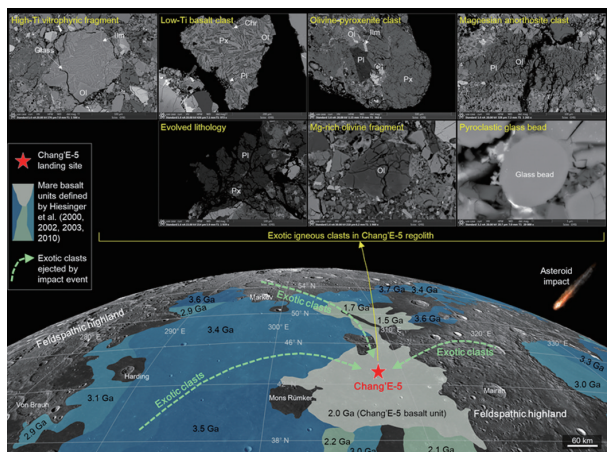 High-Ti vitrophyric fragment
Ilm
Glass
Ol
Low-Ti basalt clast
Chr
Ol
Px
Pl
Olivine-pyroxenite clast
Ol
Ilm
Pl
Px
Magnesian anorthosite clast
Pl
Ol
Evolved lithology
Pl
Px
Mg-rich olivine fragment
Ol
Pyroclastic glass bead
Glass bead
Chang'E-5
landing site
Mare basalt
units defined
by Hiesinger
et al. (2000,
2002, 2003,
2010)
Exotic clasts
ejected by
impact event
Exotic igneous clasts in Chang'E-5 regolith
Asteroid
impact
54° N
3.7 Ga
3.4 Ga
3.6 Ga
Markov
Exotic clasts
1.7 Ga
2.9 Ga
50° N
1.5 Ga
3.6 Ga
Feldspathic highland
290° E
3.4 Ga
300° E
310° E
320° E
46° N
330° E
Exotic clasts
3.3 Ga
Harding
Exotic clasts
Chang'E-5
3.0 Ga
Von Braun
3.1 Ga
Mons Rümker
Mairan
2.0 Ga (Chang'E-5 basalt unit)
Feldspathic highland
2.9 Ga
3.5 Ga
38° N
2.2 Ga
3.0 Ga
2.1 Ga
60 km